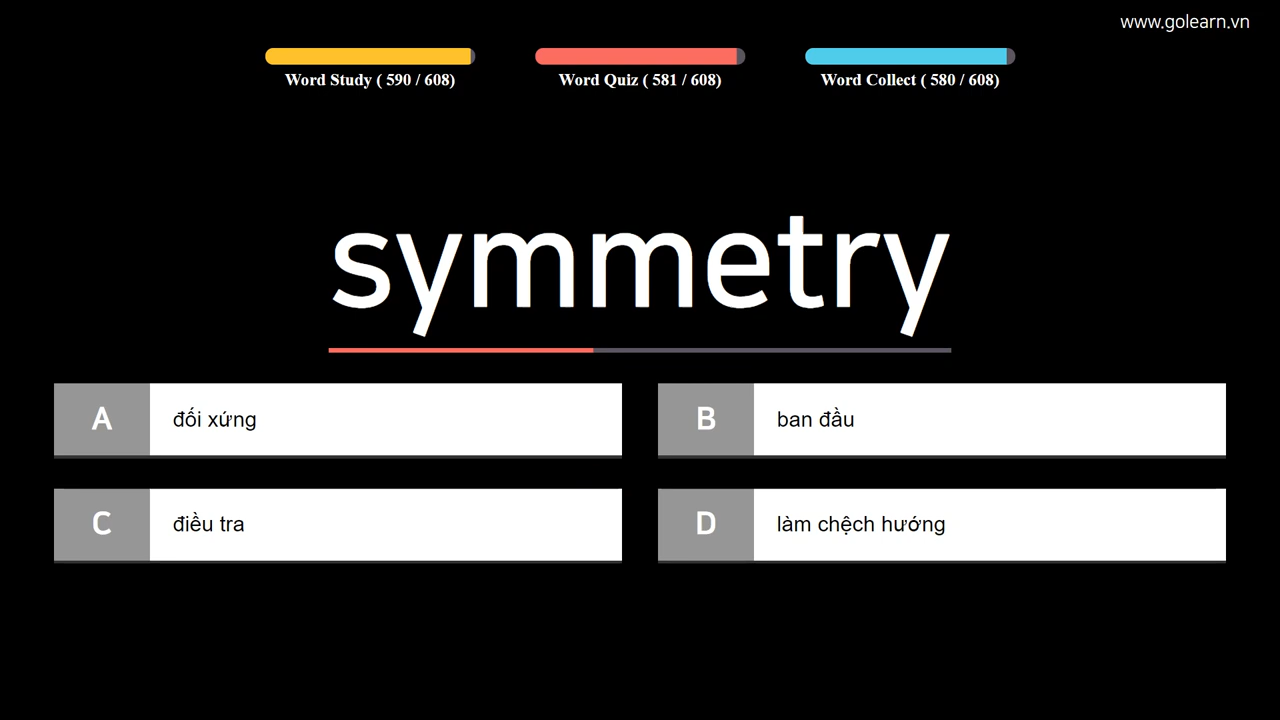 www.golearn.vn
Word Study ( 590 / 608)
Word Quiz ( 581 / 608)
Word Collect ( 580 / 608)
symmetry
A đối xứng
B ban đầu
C điều tra
D làm chệch hướng